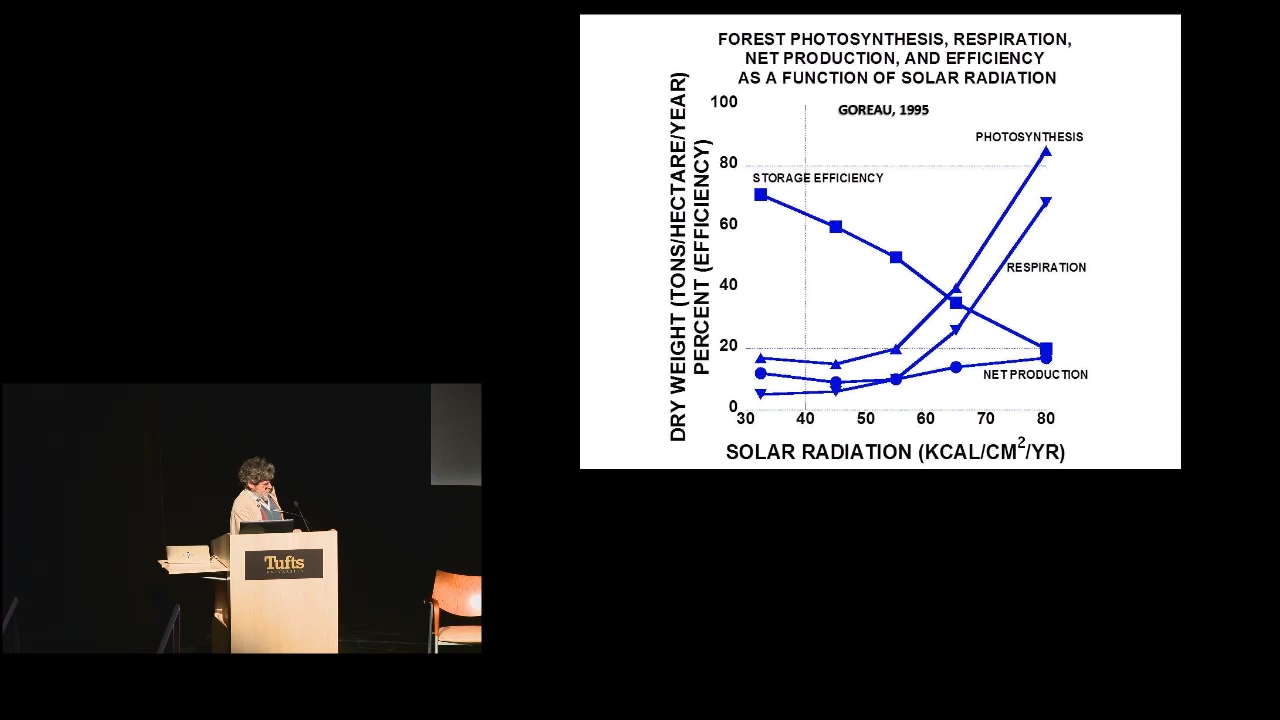 FOREST PHOTOSYNTHESIS, RESPIRATION,
NET PRODUCTION, AND EFFICIENCY
AS A FUNCTION OF SOLAR RADIATION
GOREAU, 1995
DRY WEIGHT (TONS/HECTARE/YEAR)
PERCENT (EFFICIENCY)
100
80
60
40
20
0
PHOTOSYNTHESIS
STORAGE EFFICIENCY
RESPIRATION
NET PRODUCTION
30 40 50 60 70 80
SOLAR RADIATION (KCAL/CM²/YR)
Tufts
UNIVERSITY